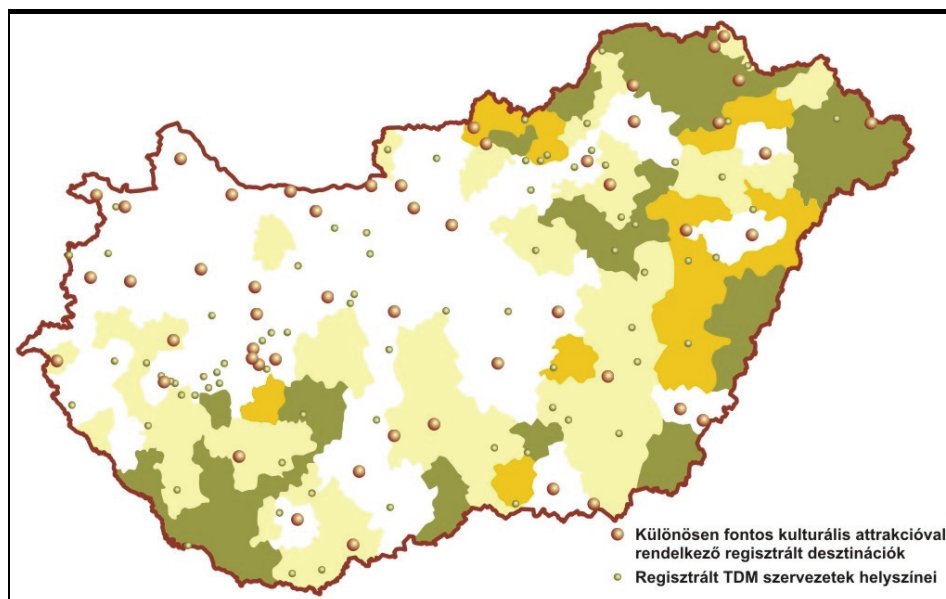 Különösen fontos kulturális attrakcióval
rendelkező regisztrált desztinációk
Regisztrált TDM szervezetek helyszínei